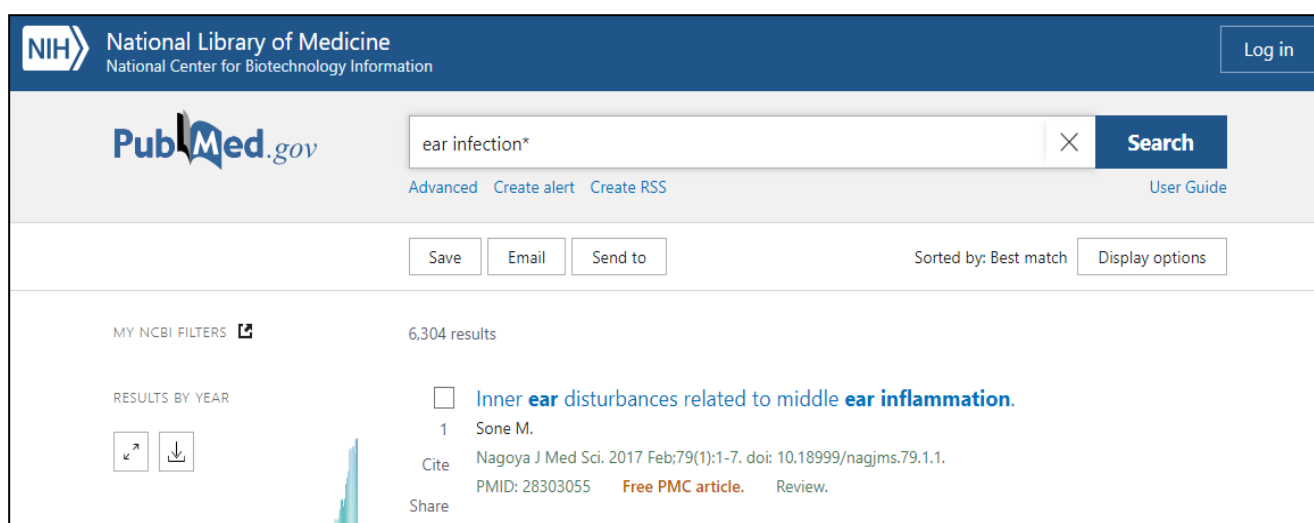 NIH National Library of Medicine
National Center for Biotechnology Information
Log in
PubMed.gov
ear infection*
Search
Advanced Create alert Create RSS
User Guide
Save Email Send to
Sorted by: Best match Display options
MY NCBI FILTERS
6,304 results
RESULTS BY YEAR
Inner ear disturbances related to middle ear inflammation.
1 Sone M.
Cite Nagoya J Med Sci. 2017 Feb;79(1):1-7. doi: 10.18999/nagjms.79.1.1.
PMID: 28303055 Free PMC article. Review.
Share